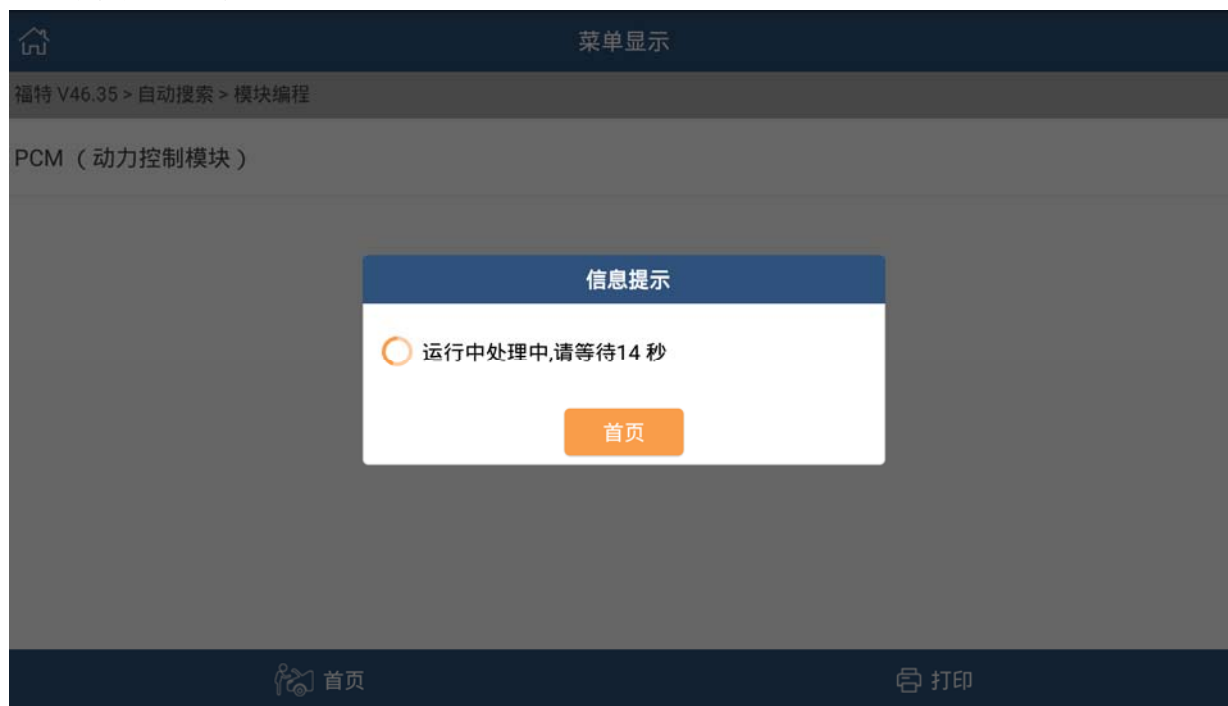 菜单显示
福特 V46.35 > 自动搜索 > 模块编程
PCM （动力控制模块）
信息提示
运行中处理中,请等待14 秒
首页
首页
打印